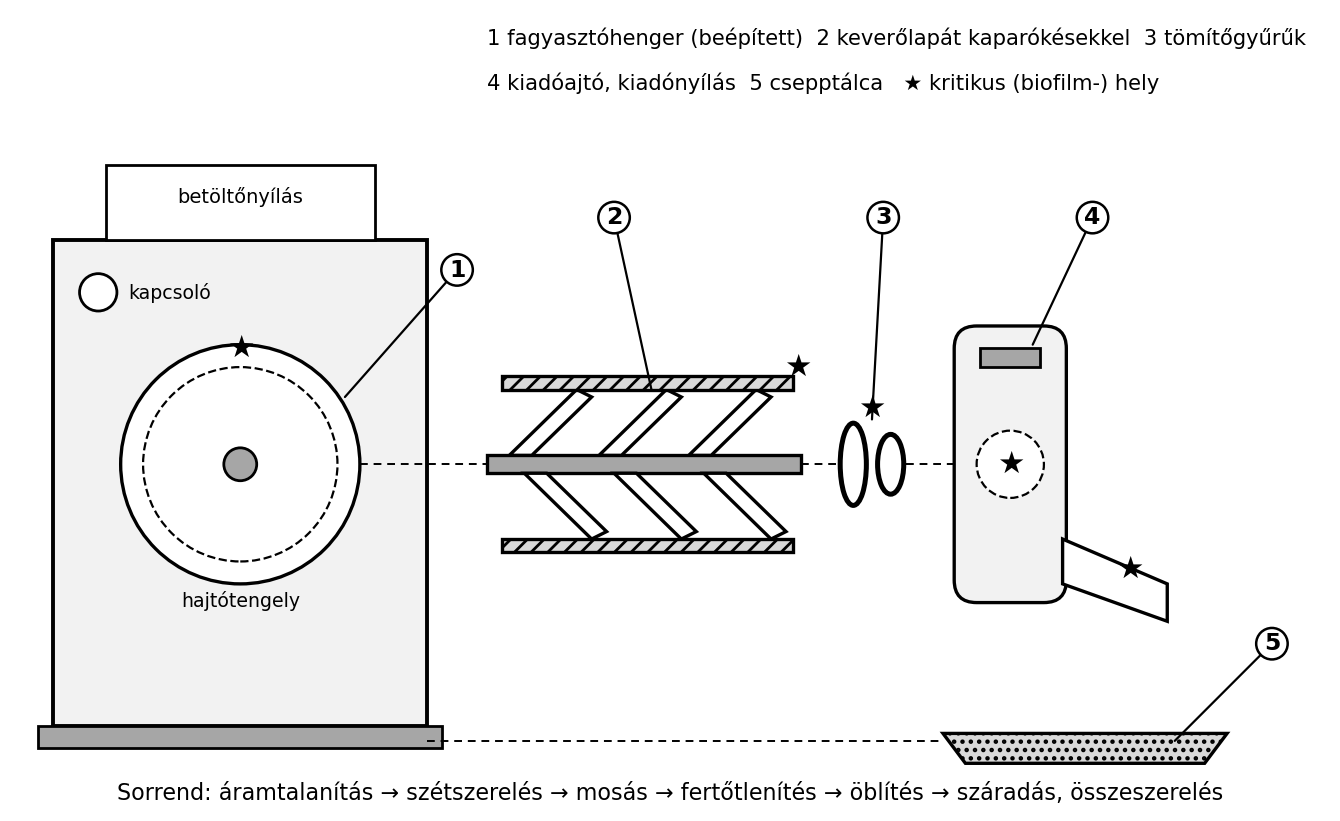 1 fagyasztóhenger (beépített)  2 keverőlapát kaparókésekkel  3 tömítőgyűrűk
4 kiadóajtó, kiadónyílás  5 csepptálca   ★ kritikus (biofilm-) hely
betöltőnyílás
2
3
4
1
kapcsoló
hajtótengely
5
Sorrend: áramtalanítás → szétszerelés → mosás → fertőtlenítés → öblítés → száradás, összeszerelés